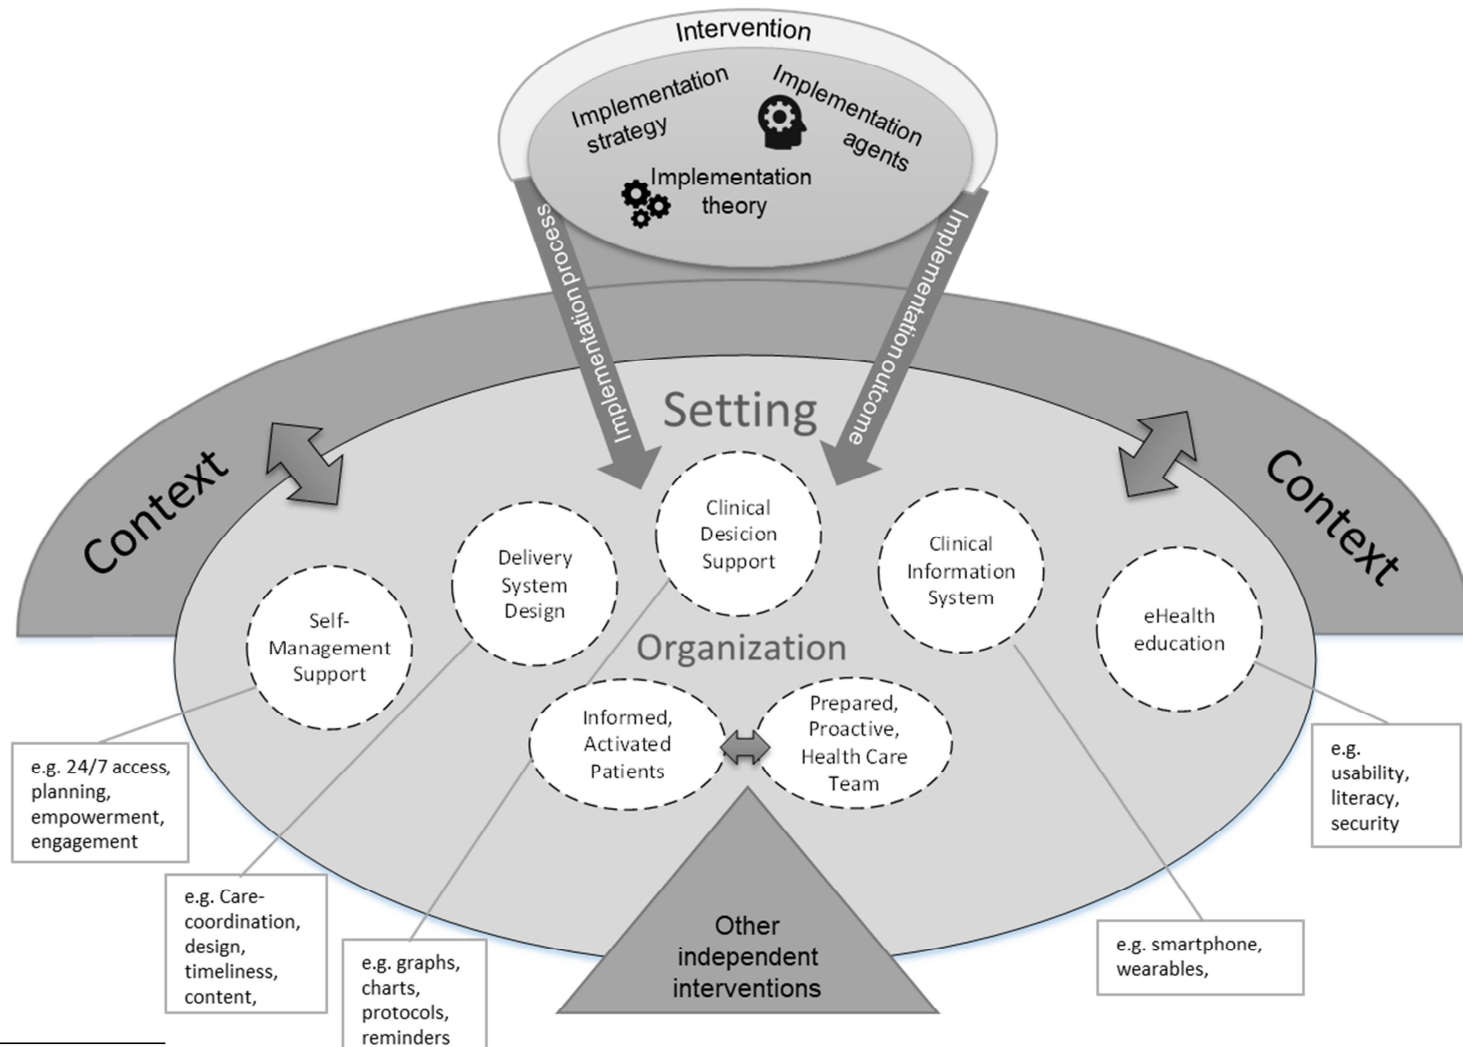 Intervention
Implementation
strategy
Implementation
agents
Implementation
theory
Implementation process
Implementation outcome
Context
Context
Setting
Self-
Management
Support
Delivery
System
Design
Clinical
Desicion
Support
Clinical
Information
System
eHealth
education
Organization
Informed,
Activated
Patients
Prepared,
Proactive,
Health Care
Team
e.g. 24/7 access,
planning,
empowerment,
engagement
e.g. Care-
coordination,
design,
timeliness,
content,
e.g. graphs,
charts,
protocols,
reminders
Other
independent
interventions
e.g. smartphone,
wearables,
e.g.
usability,
literacy,
security